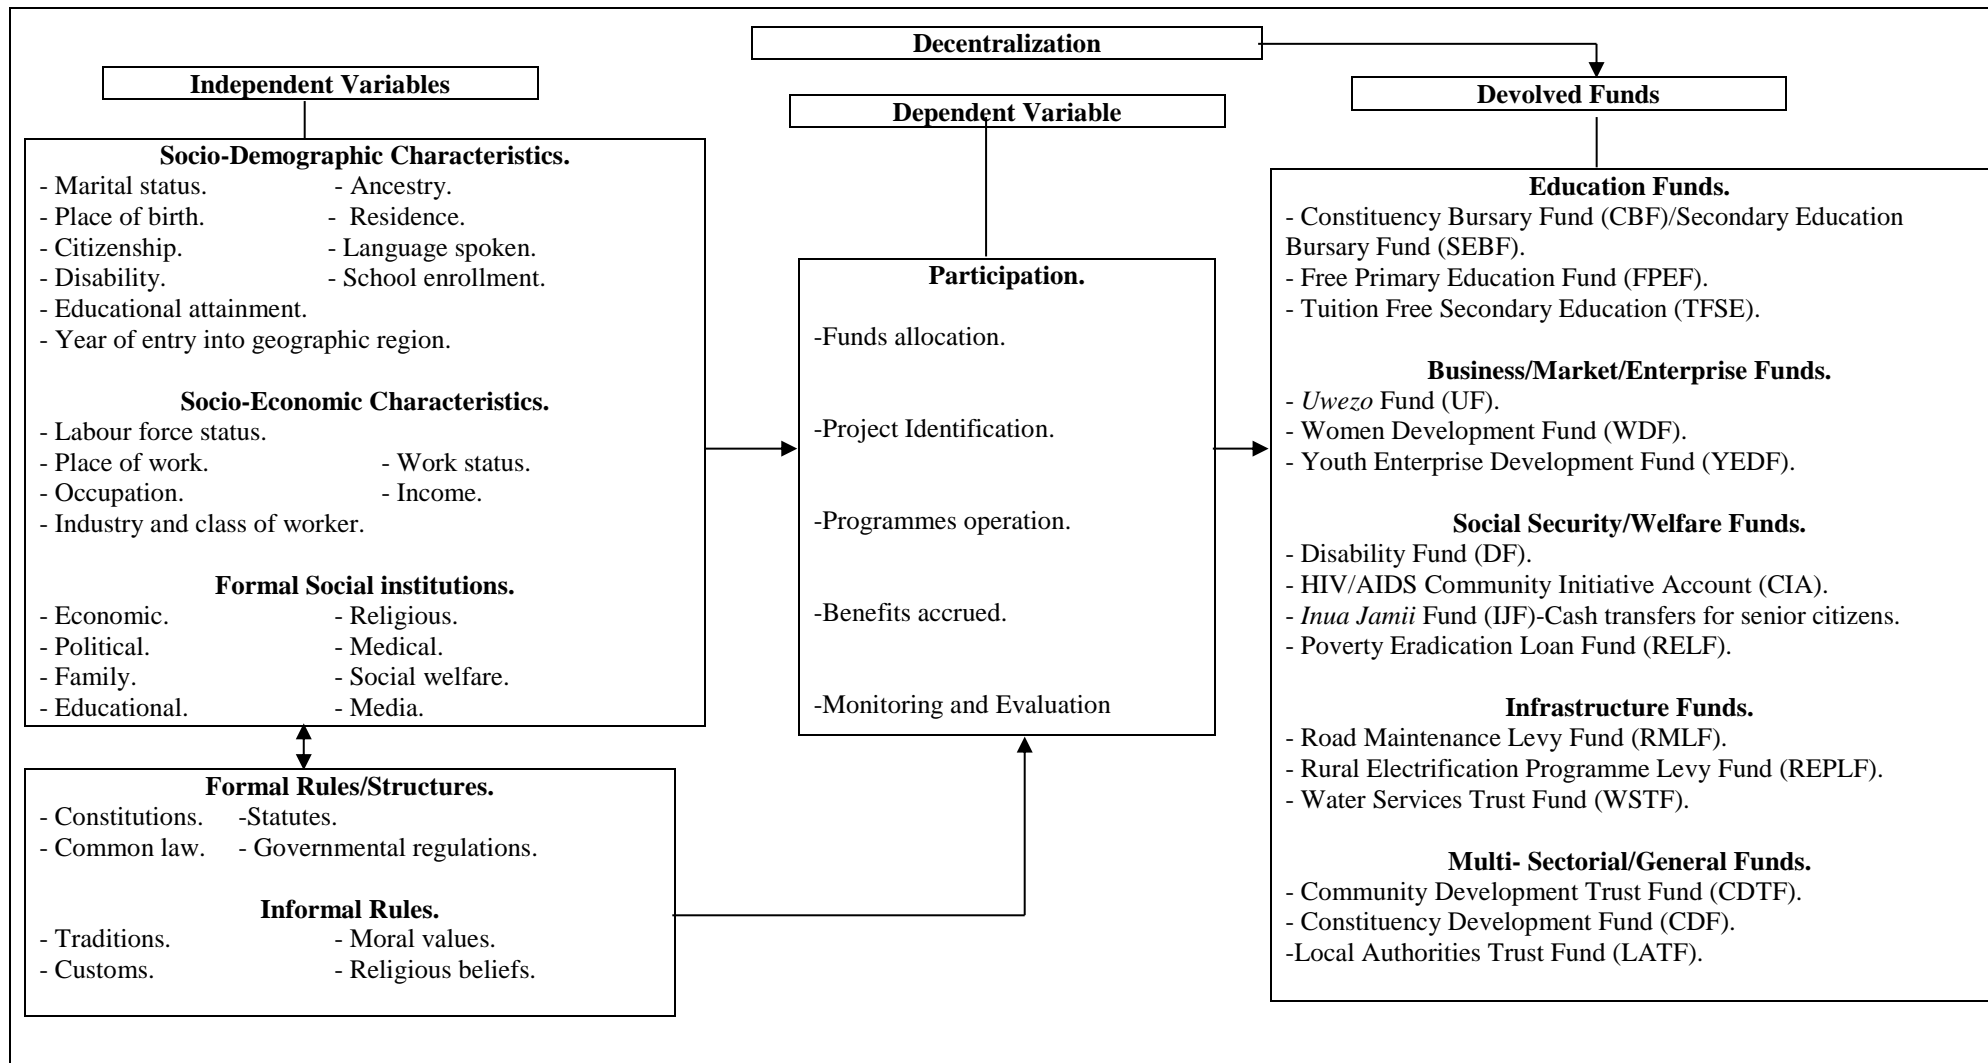 Decentralization
Independent Variables
Dependent Variable
Devolved Funds
Socio-Demographic Characteristics.
- Marital status. - Ancestry.
- Place of birth. - Residence.
- Citizenship. - Language spoken.
- Disability. - School enrollment.
- Educational attainment.
- Year of entry into geographic region.
Socio-Economic Characteristics.
- Labour force status.
- Place of work. - Work status.
- Occupation. - Income.
- Industry and class of worker.
Formal Social institutions.
- Economic. - Religious.
- Political. - Medical.
- Family. - Social welfare.
- Educational. - Media.
Formal Rules/Structures.
- Constitutions. -Statutes.
- Common law. - Governmental regulations.
Informal Rules.
- Traditions. - Moral values.
- Customs. - Religious beliefs.
Participation.
-Funds allocation.
-Project Identification.
-Programmes operation.
-Benefits accrued.
-Monitoring and Evaluation
Education Funds.
- Constituency Bursary Fund (CBF)/Secondary Education
Bursary Fund (SEBF).
- Free Primary Education Fund (FPEF).
- Tuition Free Secondary Education (TFSE).
Business/Market/Enterprise Funds.
- Uwezo Fund (UF).
- Women Development Fund (WDF).
- Youth Enterprise Development Fund (YEDF).
Social Security/Welfare Funds.
- Disability Fund (DF).
- HIV/AIDS Community Initiative Account (CIA).
- Inua Jamii Fund (IJF)-Cash transfers for senior citizens.
- Poverty Eradication Loan Fund (RELF).
Infrastructure Funds.
- Road Maintenance Levy Fund (RMLF).
- Rural Electrification Programme Levy Fund (REPLF).
- Water Services Trust Fund (WSTF).
Multi- Sectorial/General Funds.
- Community Development Trust Fund (CDTF).
- Constituency Development Fund (CDF).
-Local Authorities Trust Fund (LATF).